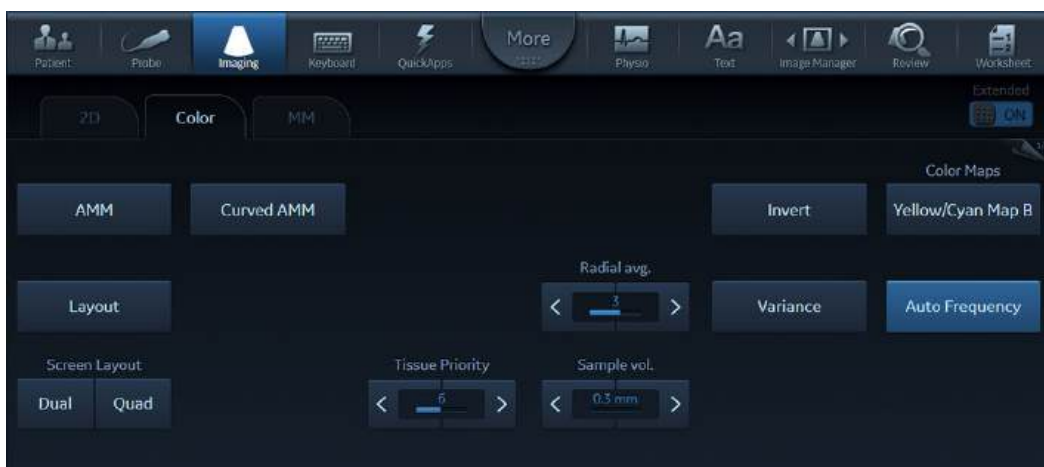 Patient Probe Imaging Keyboard QuickApps More Physio Text Image Manager Review Worksheet
Aa
2D Color MM
Extended
ON
Color Maps
AMM Curved AMM Invert Yellow/Cyan Map B
Radial avg.
Layout 3 Variance Auto Frequency
Screen Layout Tissue Priority Sample vol.
Dual Quad 6 0.3 mm